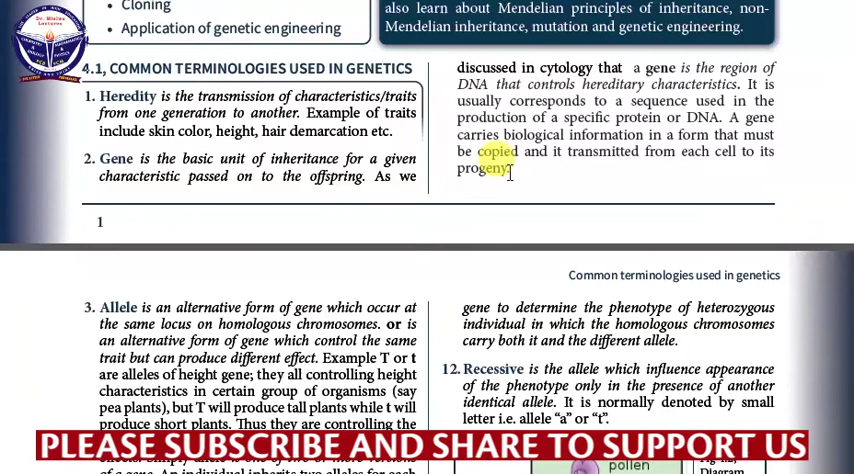 Dr. Mlelwa
Lectures
• Cloning
• Application of genetic engineering
also learn about Mendelian principles of inheritance, non-
Mendelian inheritance, mutation and genetic engineering.
4.1, COMMON TERMINOLOGIES USED IN GENETICS
1. Heredity is the transmission of characteristics/traits
from one generation to another. Example of traits
include skin color, height, hair demarcation etc.
2. Gene is the basic unit of inheritance for a given
characteristic passed on to the offspring. As we
discussed in cytology that a gene is the region of
DNA that controls hereditary characteristics. It is
usually corresponds to a sequence used in the
production of a specific protein or DNA. A gene
carries biological information in a form that must
be copied and it transmitted from each cell to its
progeny.
1
Common terminologies used in genetics
3. Allele is an alternative form of gene which occur at
the same locus on homologous chromosomes. or is
an alternative form of gene which control the same
trait but can produce different effect. Example T or t
are alleles of height gene; they all controlling height
characteristics in certain group of organisms (say
pea plants), but T will produce tall plants while t will
produce short plants. Thus they are controlling the
gene to determine the phenotype of heterozygous
individual in which the homologous chromosomes
carry both it and the different allele.
12. Recessive is the allele which influence appearance
of the phenotype only in the presence of another
identical allele. It is normally denoted by small
letter i.e. allele “a” or “t”.
PLEASE SUBSCRIBE AND SHARE TO SUPPORT US
pollen
Diagram